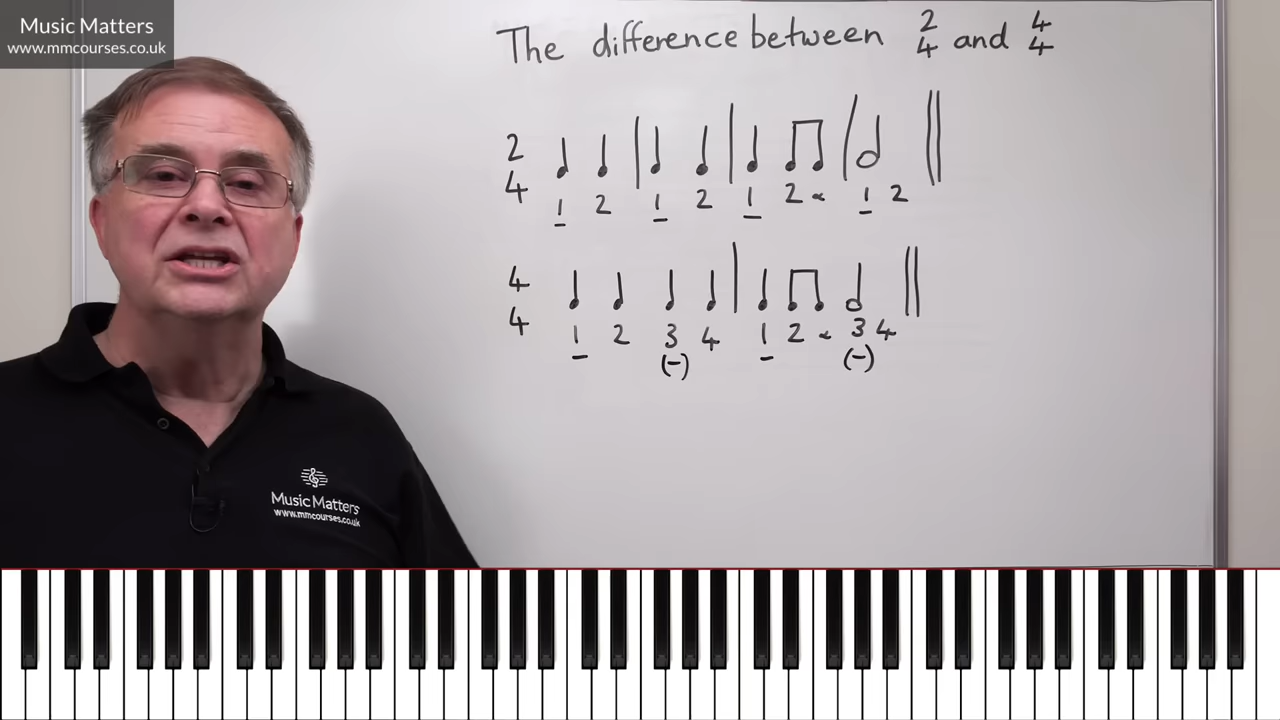 Music Matters
www.mmcourses.co.uk
The difference between 2/4 and 4/4
2
4
1 2 1 2 1 2 & 1 2
4
4
1 2 3 4 1 2 & 3 4
(-) (-)
Music Matters
www.mmcourses.co.uk